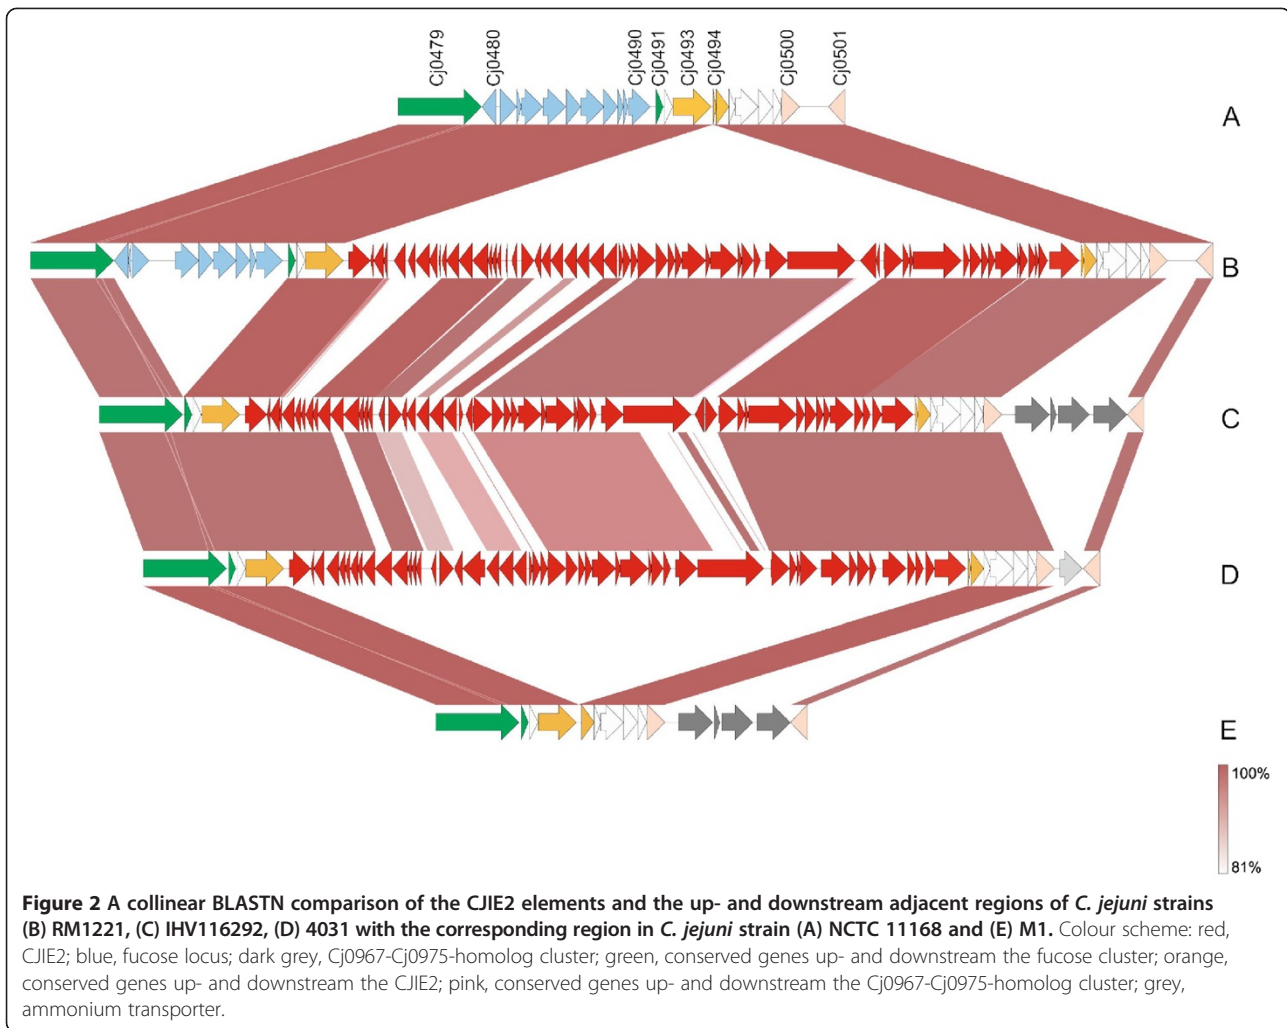 Cj0479
Cj0480
Cj0490
Cj0491
Cj0493
Cj0494
Cj0500
Cj0501
A
B
C
D
E
100%
81%
Figure 2 A collinear BLASTN comparison of the CJIE2 elements and the up- and downstream adjacent regions of C. jejuni strains
(B) RM1221, (C) IHV116292, (D) 4031 with the corresponding region in C. jejuni strain (A) NCTC 11168 and (E) M1. Colour scheme: red,
CJIE2; blue, fucose locus; dark grey, Cj0967-Cj0975-homolog cluster; green, conserved genes up- and downstream the fucose cluster; orange,
conserved genes up- and downstream the CJIE2; pink, conserved genes up- and downstream the Cj0967-Cj0975-homolog cluster; grey,
ammonium transporter.